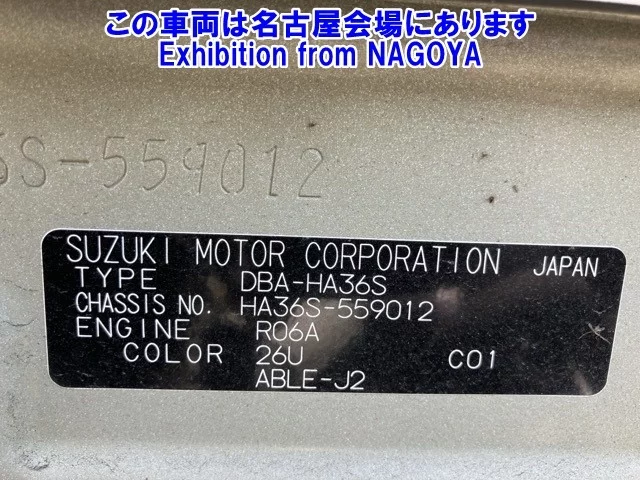 この車両は名古屋会場にあります
Exhibition from NAGOYA
6S-559012
SUZUKI MOTOR CORPORATION JAPAN
TYPE DBA-HA36S
CHASSIS NO. HA36S-559012
ENGINE R06A
COLOR 26U C01
ABLE-J2